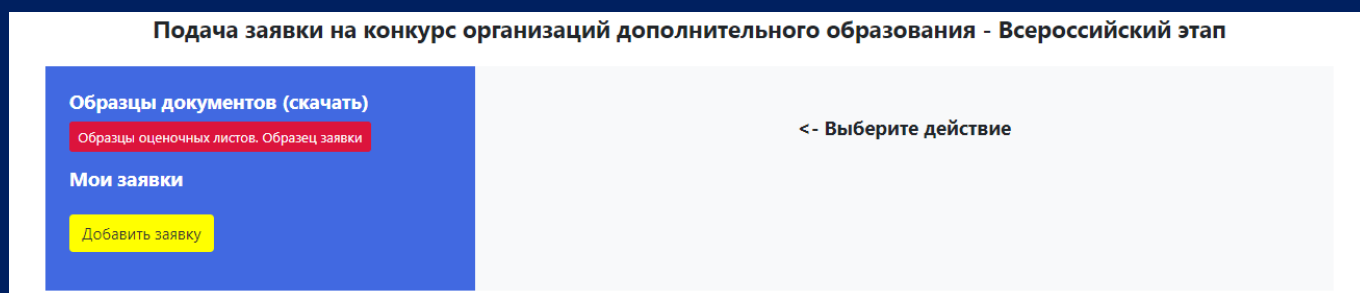 Подача заявки на конкурс организаций дополнительного образования - Всероссийский этап
Образцы документов (скачать)
Образцы оценочных листов. Образец заявки
Мои заявки
Добавить заявку
<- Выберите действие